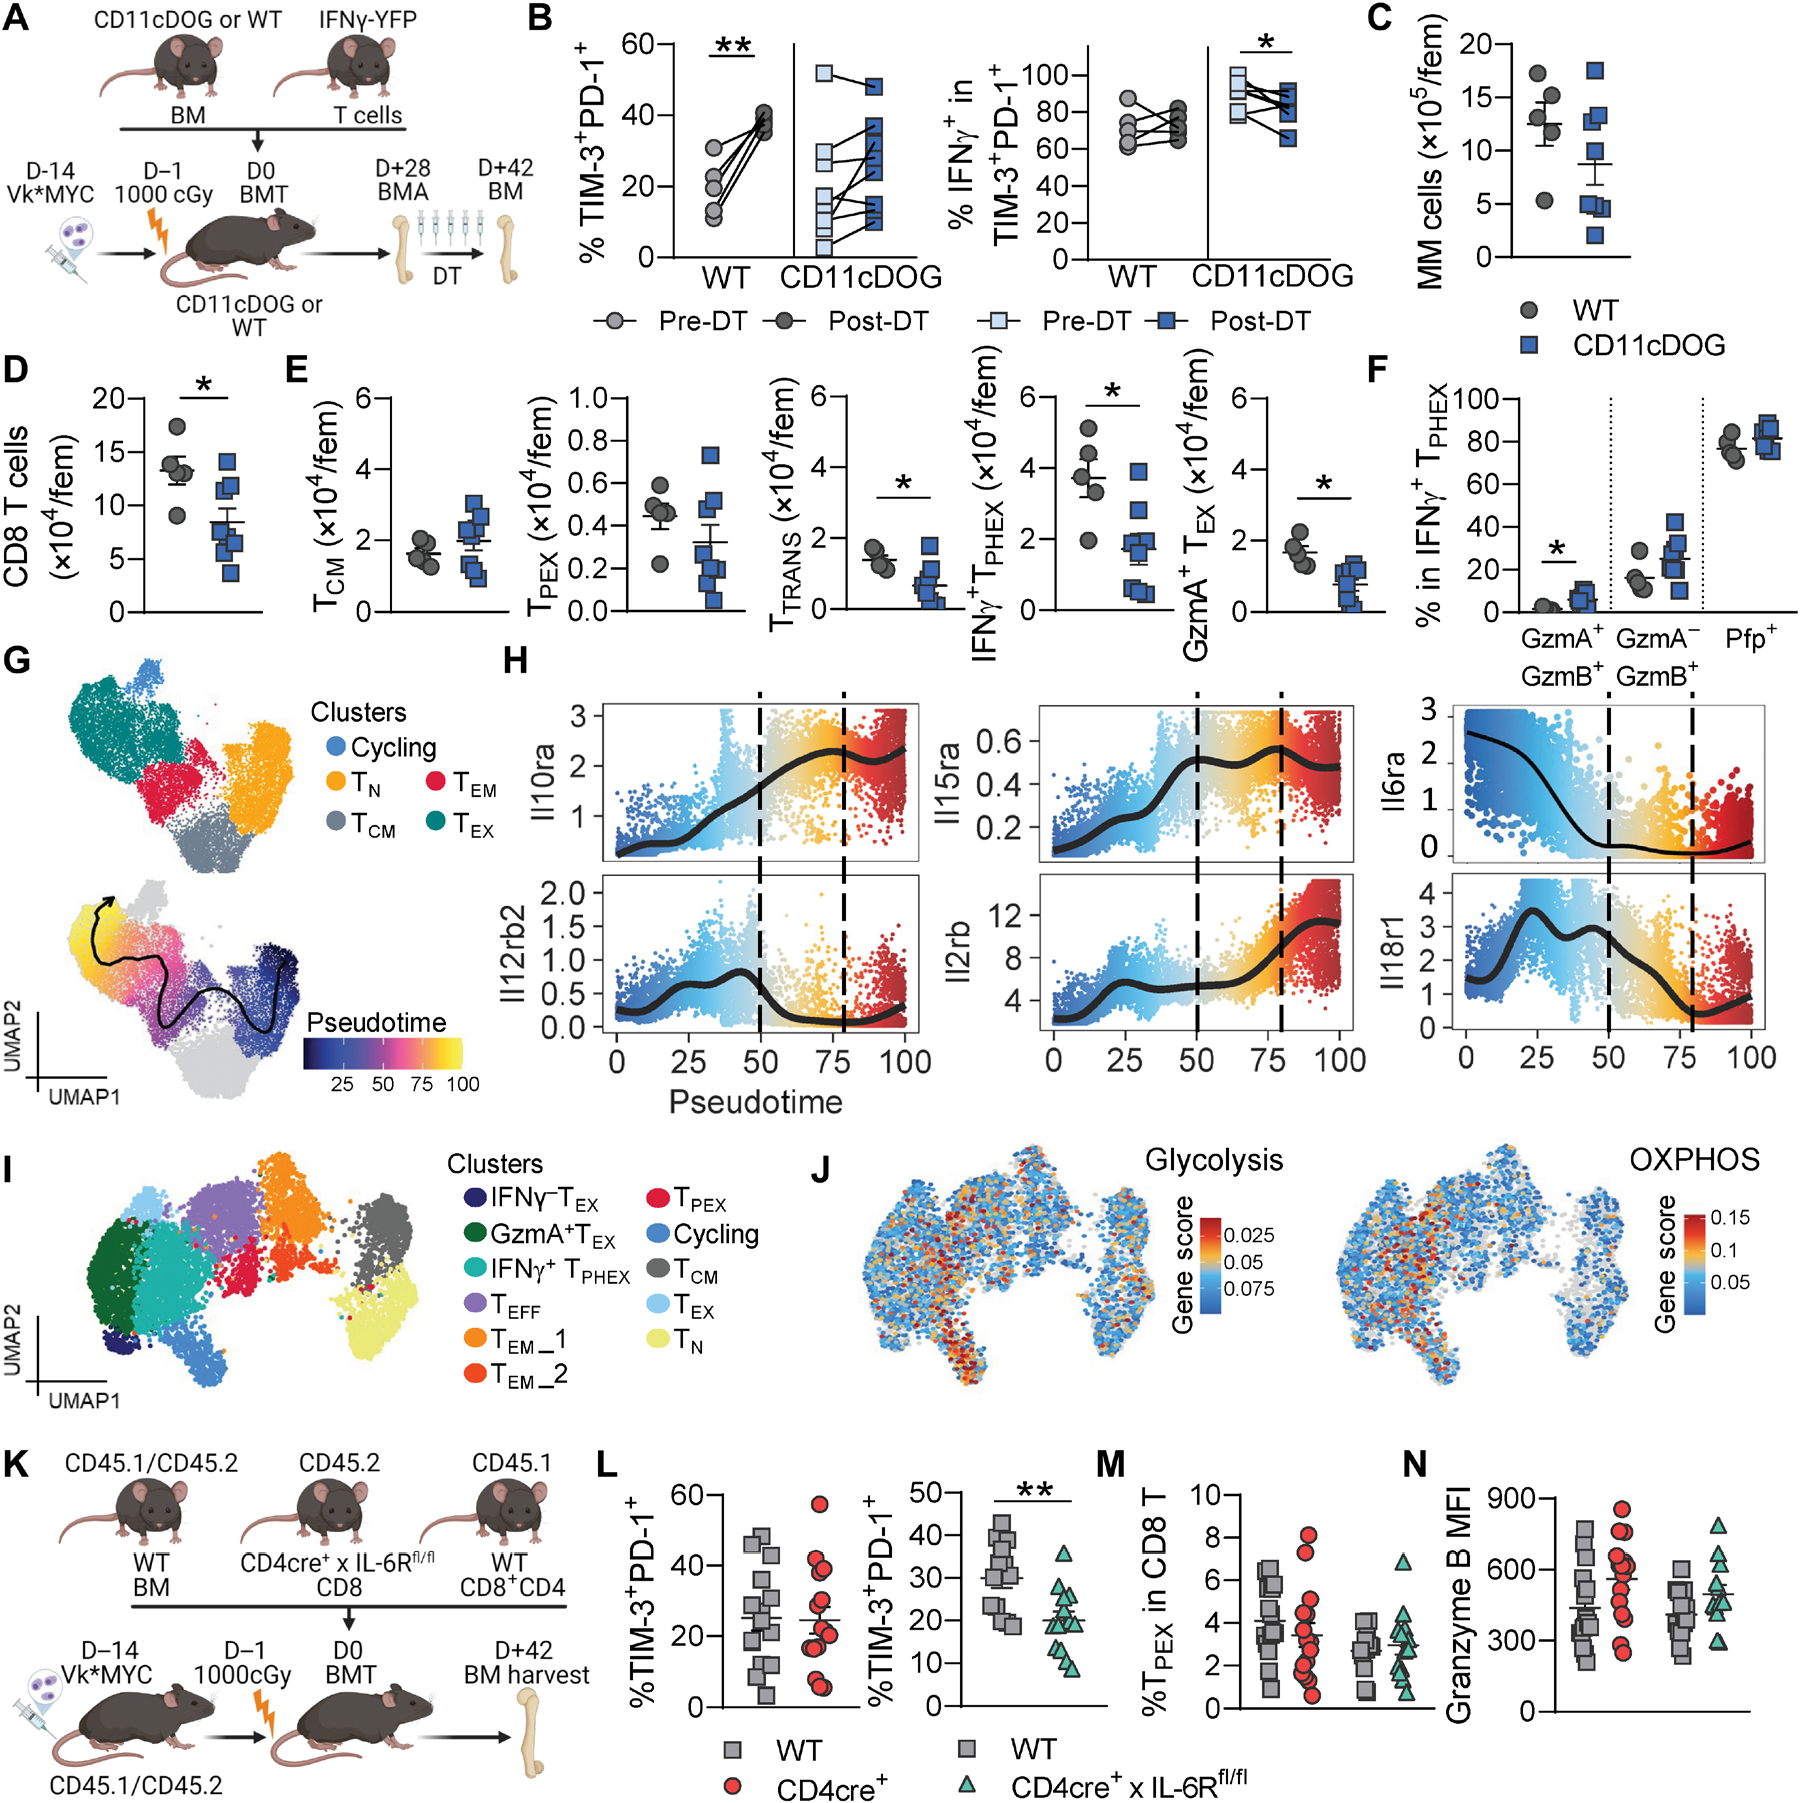 A
CD11cDOG or WT
IFNγ-YFP
BM
T cells
D-14
Vk*MYC
D−1
1000 cGy
D0
BMT
D+28
BMA
D+42
BM
DT
CD11cDOG or
WT
B
% TIM-3+PD-1+
60
40
20
0
**
WT
CD11cDOG
% IFNγ+ in
TIM-3+PD-1+
100
80
60
40
20
0
*
WT
CD11cDOG
Pre-DT
Post-DT
Pre-DT
Post-DT
C
MM cells (×10^5/fem)
20
15
10
5
0
WT
CD11cDOG
D
CD8 T cells
(×10^4/fem)
20
15
10
5
0
*
E
TCM (×10^4/fem)
6
4
2
0
TPEX (×10^4/fem)
1.0
0.8
0.6
0.4
0.2
0.0
TTRANS (×10^4/fem)
6
4
2
0
*
IFNγ+TPHEX (×10^4/fem)
6
4
2
0
*
GzmA+ TEX (×10^4/fem)
6
4
2
0
*
F
% in IFNγ+ TPHEX
100
80
60
40
20
0
*
GzmA+
GzmB+
GzmA−
GzmB+
Pfp+
G
Clusters
Cycling
TN
TEM
TCM
TEX
Pseudotime
25 50 75 100
UMAP2
UMAP1
H
Il10ra
3
2
1
Il15ra
0.6
0.4
0.2
Il6ra
3
2
1
0
Il12rb2
2.0
1.5
1.0
0.5
0.0
0 25 50 75 100
Pseudotime
Il2rb
12
8
4
0 25 50 75 100
Il18r1
4
3
2
1
0
0 25 50 75 100
I
Clusters
IFNγ−TEX
GzmA+TEX
IFNγ+ TPHEX
TEFF
TEM_1
TEM_2
TPEX
Cycling
TCM
TEX
TN
UMAP2
UMAP1
J
Glycolysis
Gene score
0.025
0.05
0.075
OXPHOS
Gene score
0.15
0.1
0.05
K
CD45.1/CD45.2
CD45.2
CD45.1
WT
BM
CD4cre+ x IL-6Rfl/fl
CD8
WT
CD8+CD4
D−14
Vk*MYC
D−1
1000cGy
D0
BMT
D+42
BM harvest
CD45.1/CD45.2
L
%TIM-3+PD-1+
60
40
20
0
%TIM-3+PD-1+
50
40
30
20
10
0
**
WT
CD4cre+
WT
CD4cre+ x IL-6Rfl/fl
M
%TPEX in CD8 T
10
8
6
4
2
0
N
Granzyme B MFI
900
600
300
0